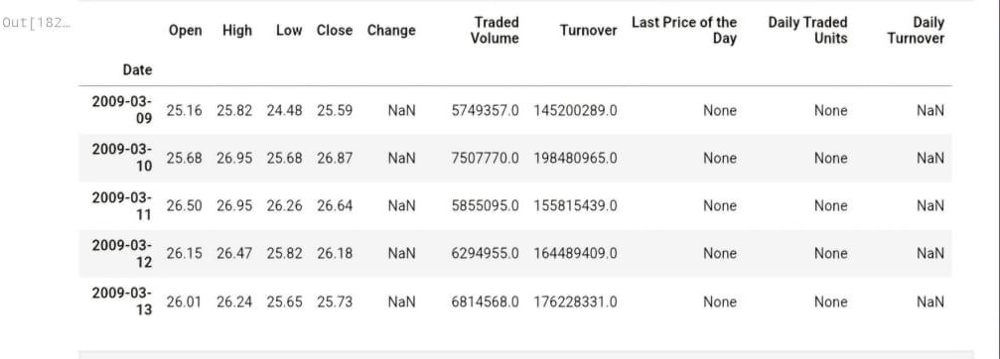 Out[182...
Open High Low Close Change Traded Volume Turnover Last Price of the Day Daily Traded Units Daily Turnover
Date
2009-03-09 25.16 25.82 24.48 25.59 NaN 5749357.0 145200289.0 None None NaN
2009-03-10 25.68 26.95 25.68 26.87 NaN 7507770.0 198480965.0 None None NaN
2009-03-11 26.50 26.95 26.26 26.64 NaN 5855095.0 155815439.0 None None NaN
2009-03-12 26.15 26.47 25.82 26.18 NaN 6294955.0 164489409.0 None None NaN
2009-03-13 26.01 26.24 25.65 25.73 NaN 6814568.0 176228331.0 None None NaN